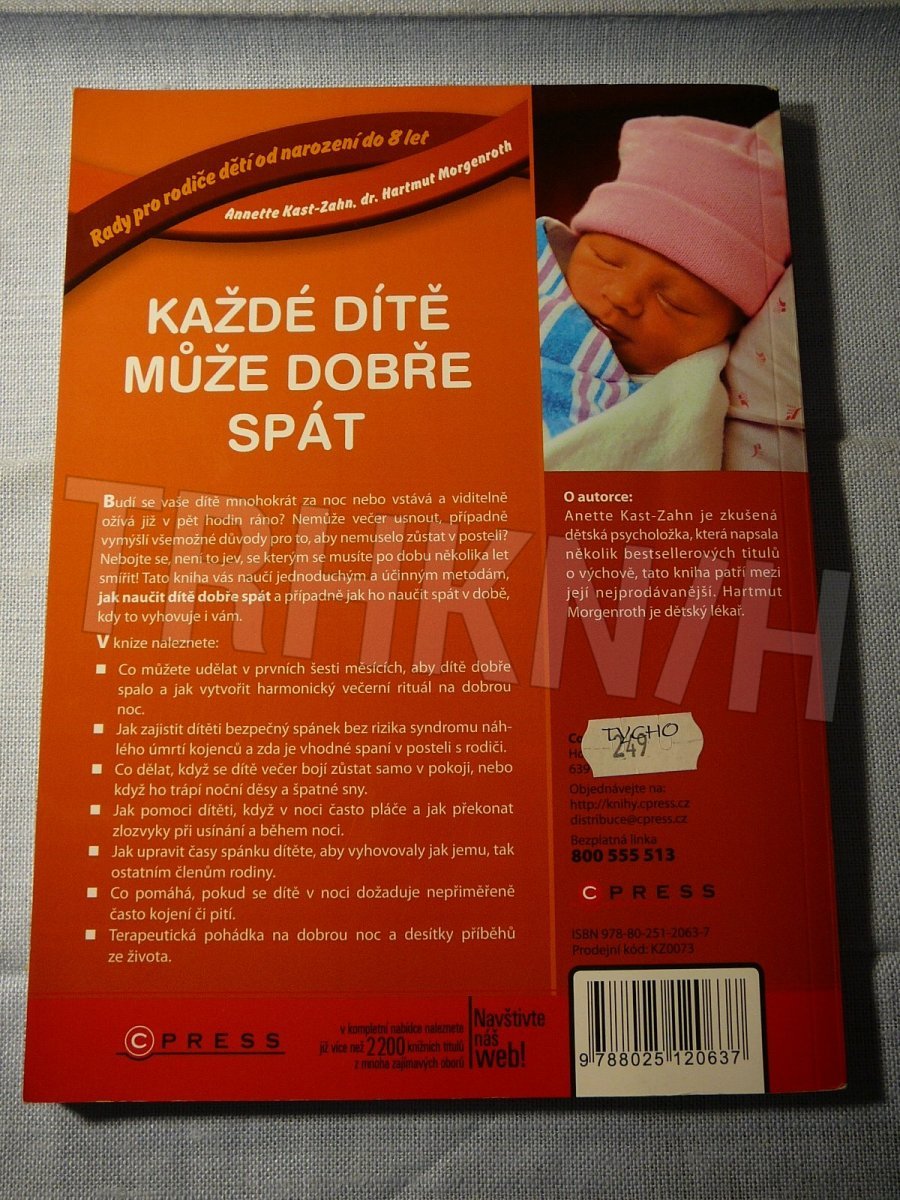 Rady pro rodiče dětí od narození do 8 let
Annette Kast-Zahn, dr. Hartmut Morgenroth
KAŽDÉ DÍTĚ
MŮŽE DOBŘE
SPÁT
Budí se vaše dítě mnohokrát za noc nebo vstává a viditelně
ožívá již v pět hodin ráno? Nemůže večer usnout, případně
vymýšlí všemožné důvody pro to, aby nemuselo zůstat v posteli?
Nebojte se, není to jev, se kterým se musíte po dobu několika let
smířit! Tato kniha vás naučí jednoduchým a účinným metodám,
jak naučit dítě dobře spát a případně jak ho naučit spát v době,
kdy to vyhovuje i vám.
V knize naleznete:
■ Co můžete udělat v prvních šesti měsících, aby dítě dobře
spalo a jak vytvořit harmonický večerní rituál na dobrou
noc.
■ Jak zajistit dítěti bezpečný spánek bez rizika syndromu náh-
lého úmrtí kojenců a zda je vhodné spaní v posteli s rodiči.
■ Co dělat, když se dítě večer bojí zůstat samo v pokoji, nebo
když ho trápí noční děsy a špatné sny.
■ Jak pomoci dítěti, když v noci často pláče a jak překonat
zlozvyky při usínání a během noci.
■ Jak upravit časy spánku dítěte, aby vyhovovaly jak jemu, tak
ostatním členům rodiny.
■ Co pomáhá, pokud se dítě v noci dožaduje nepřiměřeně
často kojení či pití.
■ Terapeutická pohádka na dobrou noc a desítky příběhů
ze života.
CPRESS
v kompletní nabídce naleznete
již více než 2200 knižních titulů
z mnoha zajímavých oborů
Navštivte
náš
web!
O autorce:
Anette Kast-Zahn je zkušená
dětská psycholožka, která napsala
několik bestsellerových titulů
o výchově, tato kniha patří mezi
její nejprodávanější. Hartmut
Morgenroth je dětský lékař.
TYCHO
249
639
Objednávejte na:
http://knihy.cpress.cz
distribuce@cpress.cz
Bezplatná linka
800 555 513
CPRESS
ISBN 978-80-251-2063-7
Prodejní kód: KZ0073
9 788025 120637
TRHKNIH